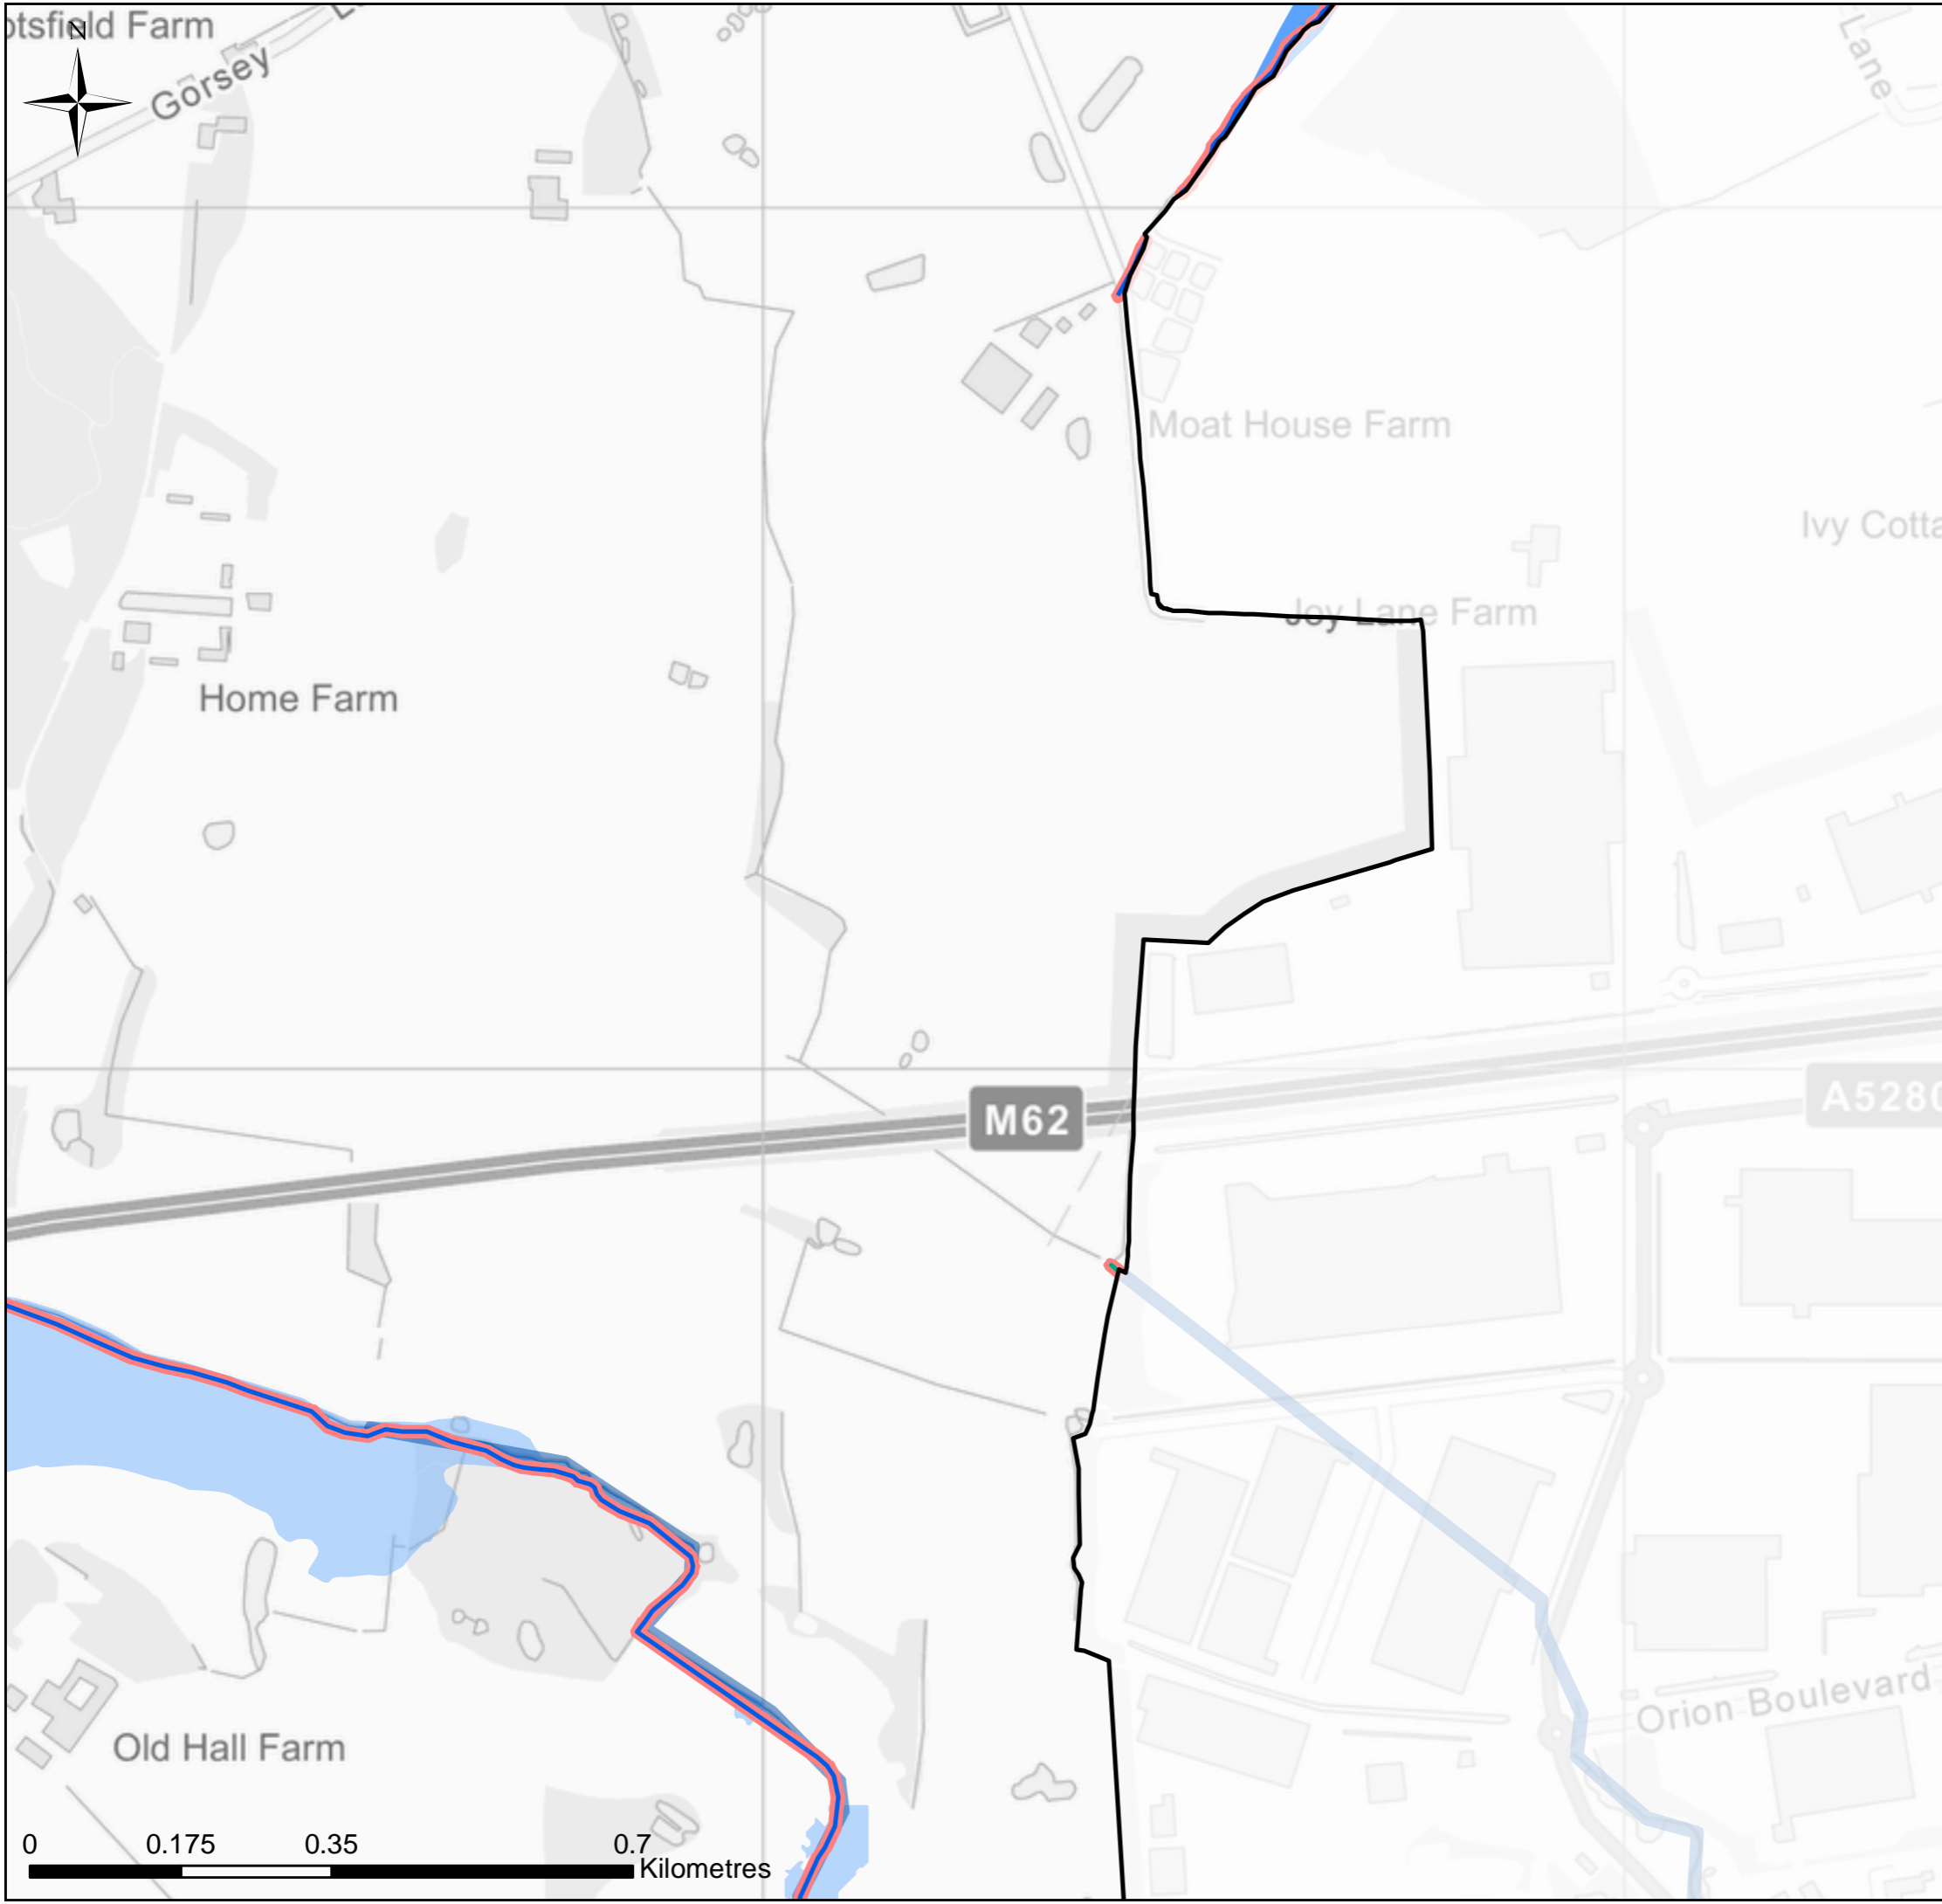 otsfield Farm
N
Gorsey
Lane
Moat House Farm
Ivy Cotta
Joy Lane Farm
Home Farm
M62
A5280
Orion Boulevard
Old Hall Farm
0 0.175 0.35 0.7
Kilometres